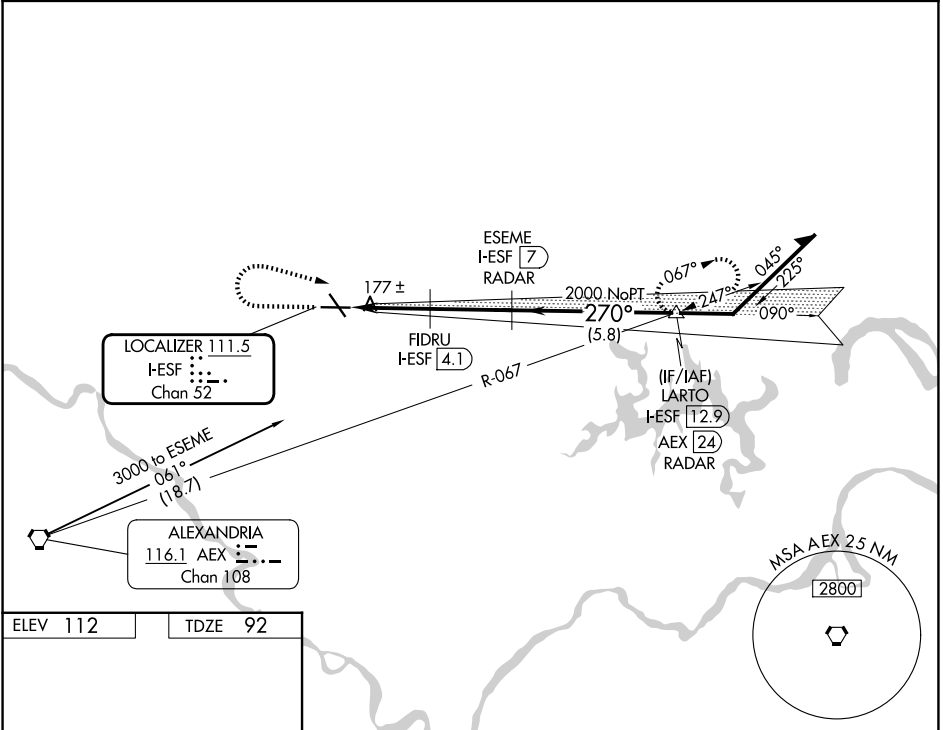 ESEME
I-ESF 7
RADAR
067°
045°
225°
247°
2000 NoPT
177 ±
270°
(5.8)
090°
FIDRU
I-ESF 4.1
LOCALIZER 111.5
I-ESF
Chan 52
R-067
(IF/IAF)
LARTO
I-ESF 12.9
AEX 24
RADAR
3000 to ESEME
061°
(18.7)
ALEXANDRIA
116.1 AEX
Chan 108
MSA AEX 25 NM
2800
ELEV 112
TDZE 92